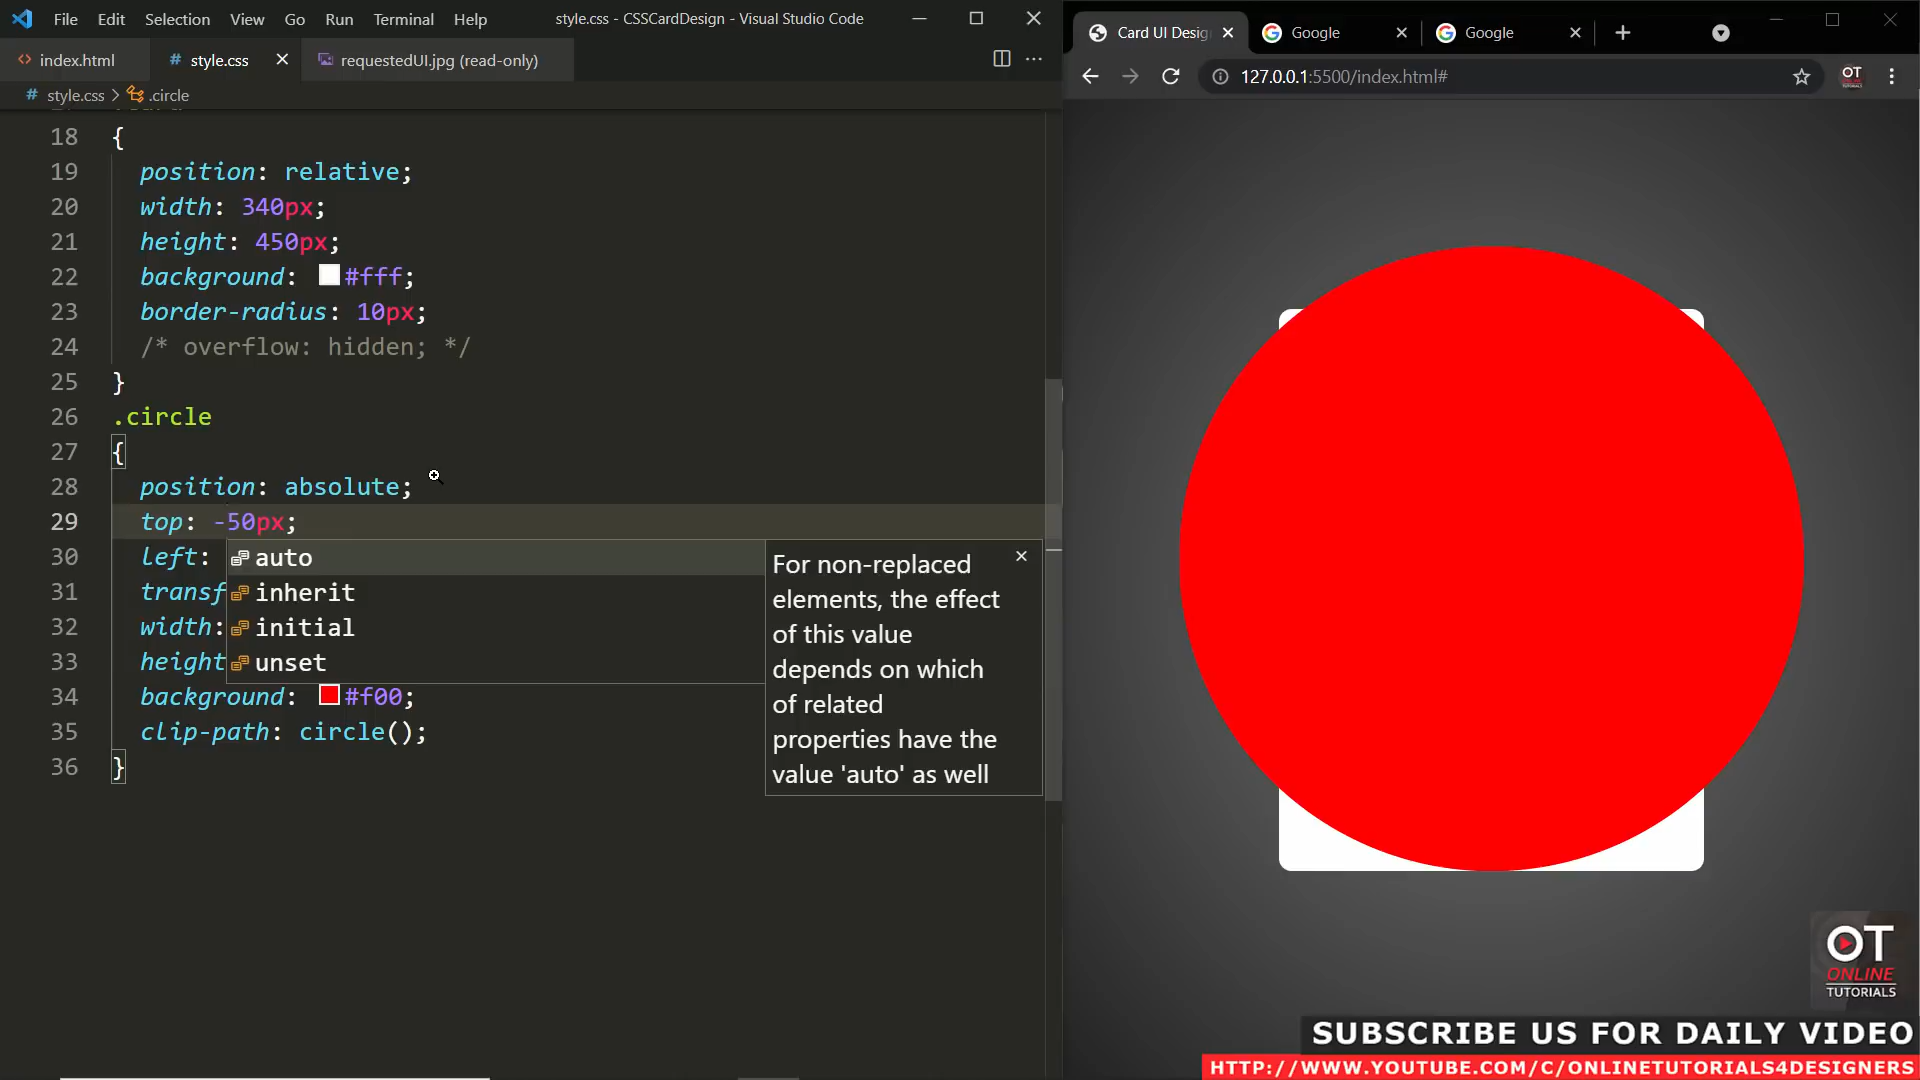 File Edit Selection View Go Run Terminal Help style.css - CSSCardDesign - Visual Studio Code
index.html # style.css requestedUI.jpg (read-only) ...
# style.css > .circle
18 {
19 position: relative;
20 width: 340px;
21 height: 450px;
22 background: #fff;
23 border-radius: 10px;
24 /* overflow: hidden; */
25 }
26 .circle
27 {
28 position: absolute;
29 top: -50px;
30 left:
31 transf
32 width:
33 height
34 background: #f00;
35 clip-path: circle();
36 }
auto
inherit
initial
unset
For non-replaced
elements, the effect
of this value
depends on which
of related
properties have the
value 'auto' as well
Card UI Desig
Google
Google
127.0.0.1:5500/index.html#
OT
ONLINE
TUTORIALS
SUBSCRIBE US FOR DAILY VIDEO
HTTP://WWW.YOUTUBE.COM/C/ONLINETUTORIALS4DESIGNERS